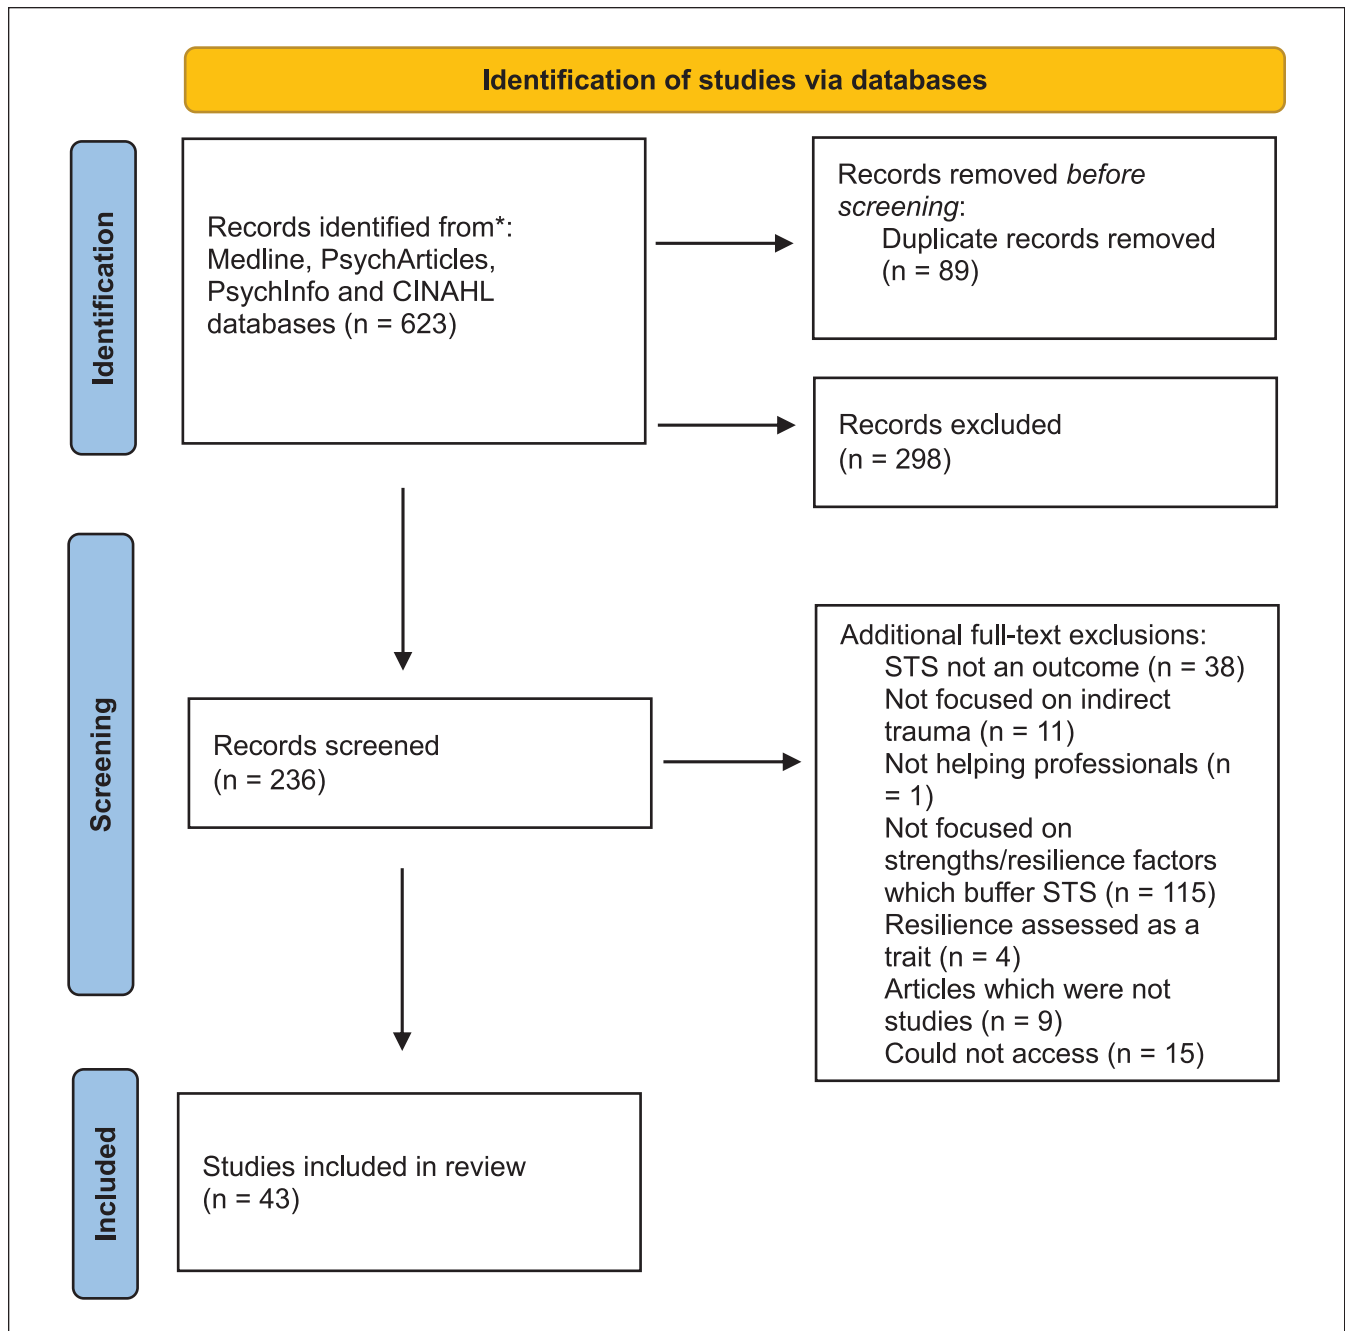 Identification of studies via databases
Identification
Records identified from*:
Medline, PsychArticles,
PsychInfo and CINAHL
databases (n = 623)
Records removed before
screening:
Duplicate records removed
(n = 89)
Records excluded
(n = 298)
Screening
Records screened
(n = 236)
Additional full-text exclusions:
STS not an outcome (n = 38)
Not focused on indirect
trauma (n = 11)
Not helping professionals (n
= 1)
Not focused on
strengths/resilience factors
which buffer STS (n = 115)
Resilience assessed as a
trait (n = 4)
Articles which were not
studies (n = 9)
Could not access (n = 15)
Included
Studies included in review
(n = 43)